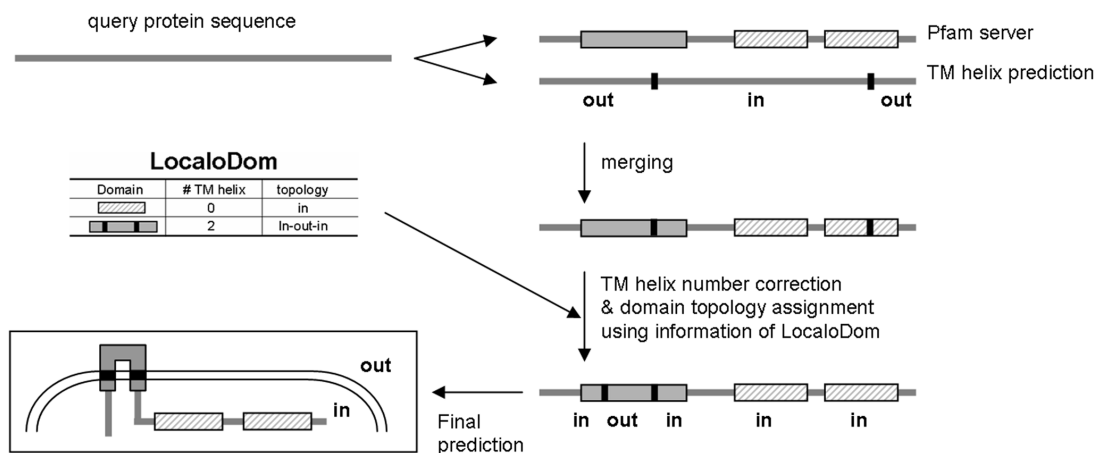 query protein sequence
Pfam server
TM helix prediction
out in out
merging
LocaloDom
Domain # TM helix topology
0 in
2 In-out-in
TM helix number correction
& domain topology assignment
using information of LocaloDom
in out in in in
Final
prediction
out
in